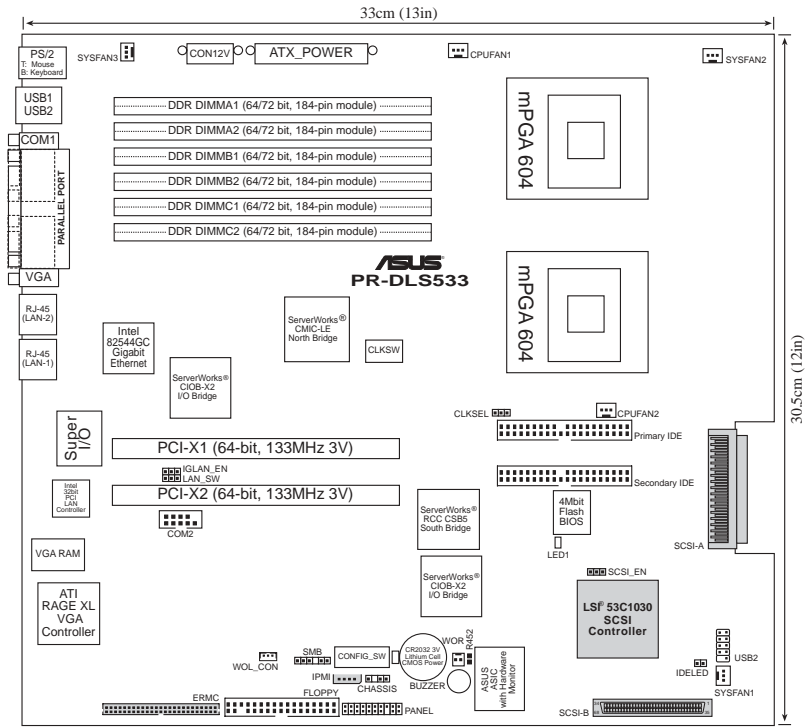 33cm (13in)
PS/2
T: Mouse
B: Keyboard
SYSFAN3
CON12V
ATX_POWER
CPUFAN1
SYSFAN2
USB1
USB2
COM1
PARALLEL PORT
VGA
DDR DIMMA1 (64/72 bit, 184-pin module)
DDR DIMMA2 (64/72 bit, 184-pin module)
DDR DIMMB1 (64/72 bit, 184-pin module)
DDR DIMMB2 (64/72 bit, 184-pin module)
DDR DIMMC1 (64/72 bit, 184-pin module)
DDR DIMMC2 (64/72 bit, 184-pin module)
mPGA 604
ASUS
PR-DLS533
mPGA 604
30.5cm (12in)
RJ-45
(LAN-2)
RJ-45
(LAN-1)
Intel
82544GC
Gigabit
Ethernet
ServerWorks®
CMIC-LE
North Bridge
CLKSW
ServerWorks®
CIOB-X2
I/O Bridge
CLKSEL
CPUFAN2
Primary IDE
Super
I/O
PCI-X1 (64-bit, 133MHz 3V)
IGLAN_EN
LAN_SW
PCI-X2 (64-bit, 133MHz 3V)
Secondary IDE
Intel
32bit
PCI
LAN
Controller
COM2
ServerWorks®
RCC CSB5
South Bridge
4Mbit
Flash
BIOS
LED1
SCSI-A
VGA RAM
ServerWorks®
CIOB-X2
I/O Bridge
SCSI_EN
ATI
RAGE XL
VGA
Controller
LSI® 53C1030
SCSI
Controller
WOL_CON
SMB
CONFIG_SW
CR2032 3V
Lithium Cell
CMOS Power
WOR
R452
ASUS
ASIC
with Hardware
Monitor
USB2
IDELED
SYSFAN1
IPMI
CHASSIS
BUZZER
ERMC
FLOPPY
PANEL
SCSI-B